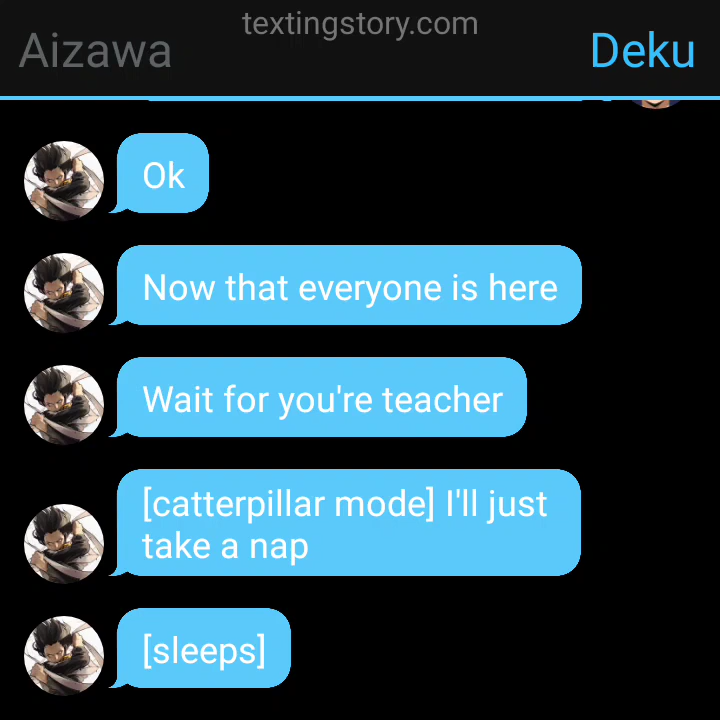 textingstory.com
Aizawa
Deku
Ok
Now that everyone is here
Wait for you're teacher
[catterpillar mode] I'll just
take a nap
[sleeps]